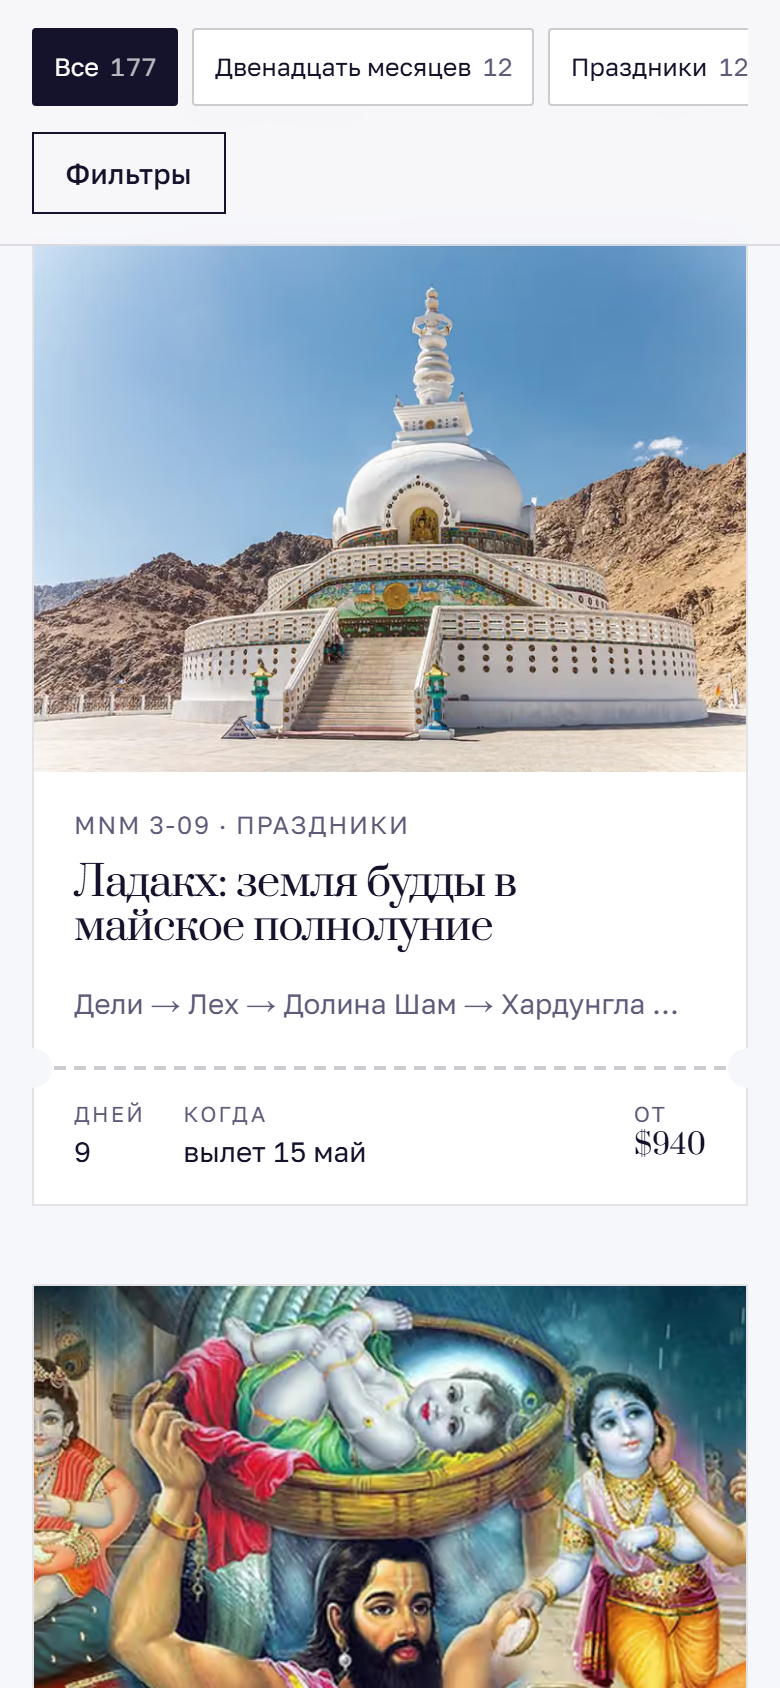 Все 177
Двенадцать месяцев 12
Праздники 12
Фильтры
MNM 3-09 · ПРАЗДНИКИ
Ладакх: земля будды в
майское полнолуние
Дели → Лех → Долина Шам → Хардунгла ...
ДНЕЙ КОГДА ОТ
9 вылет 15 май $940